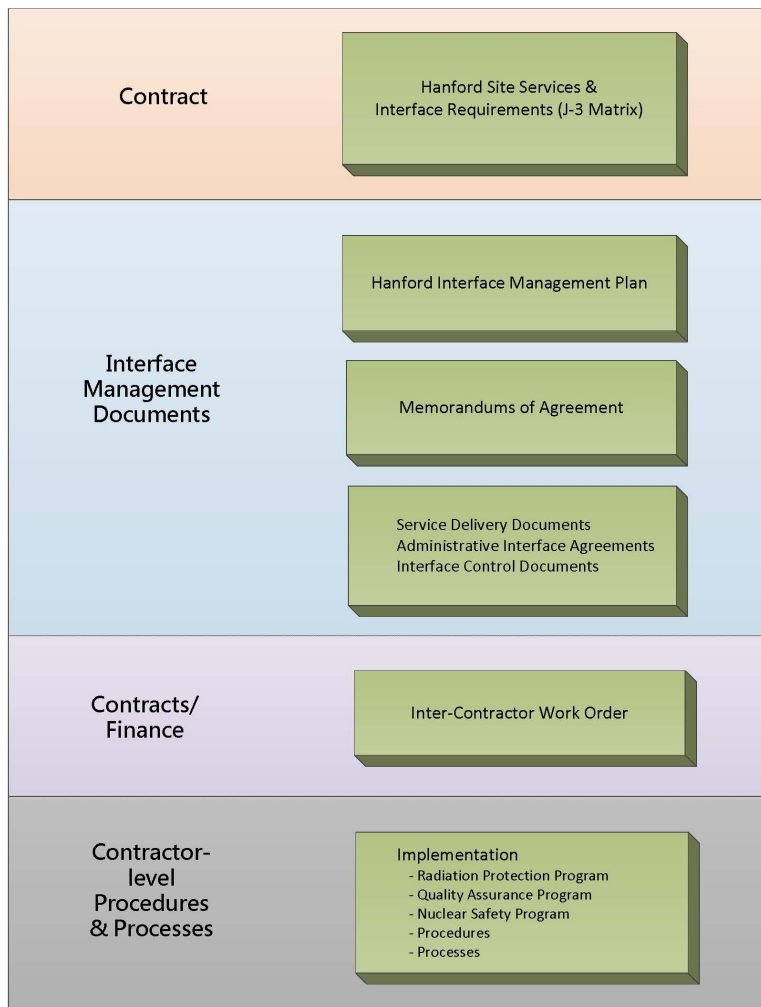 Contract
Hanford Site Services &
Interface Requirements (J-3 Matrix)
Interface
Management
Documents
Hanford Interface Management Plan
Memorandums of Agreement
Service Delivery Documents
Administrative Interface Agreements
Interface Control Documents
Contracts/
Finance
Inter-Contractor Work Order
Contractor-
level
Procedures
& Processes
Implementation
- Radiation Protection Program
- Quality Assurance Program
- Nuclear Safety Program
- Procedures
- Processes